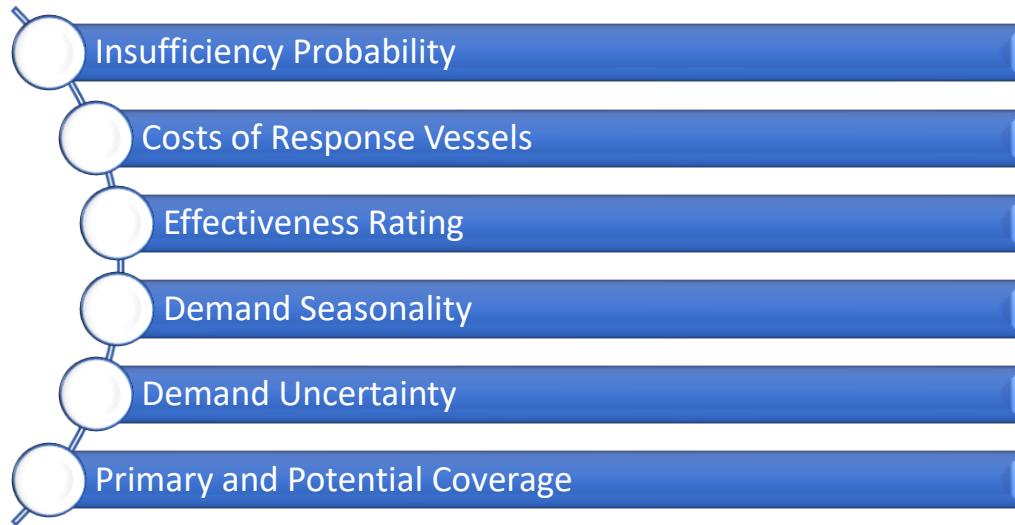 Insufficiency Probability
Costs of Response Vessels
Effectiveness Rating
Demand Seasonality
Demand Uncertainty
Primary and Potential Coverage